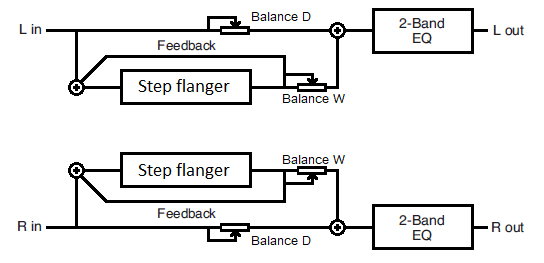 Balance D
L in
2-Band
EQ
L out
Feedback
Step flanger
Balance W
Balance W
Step flanger
Feedback
R in
Balance D
2-Band
EQ
R out